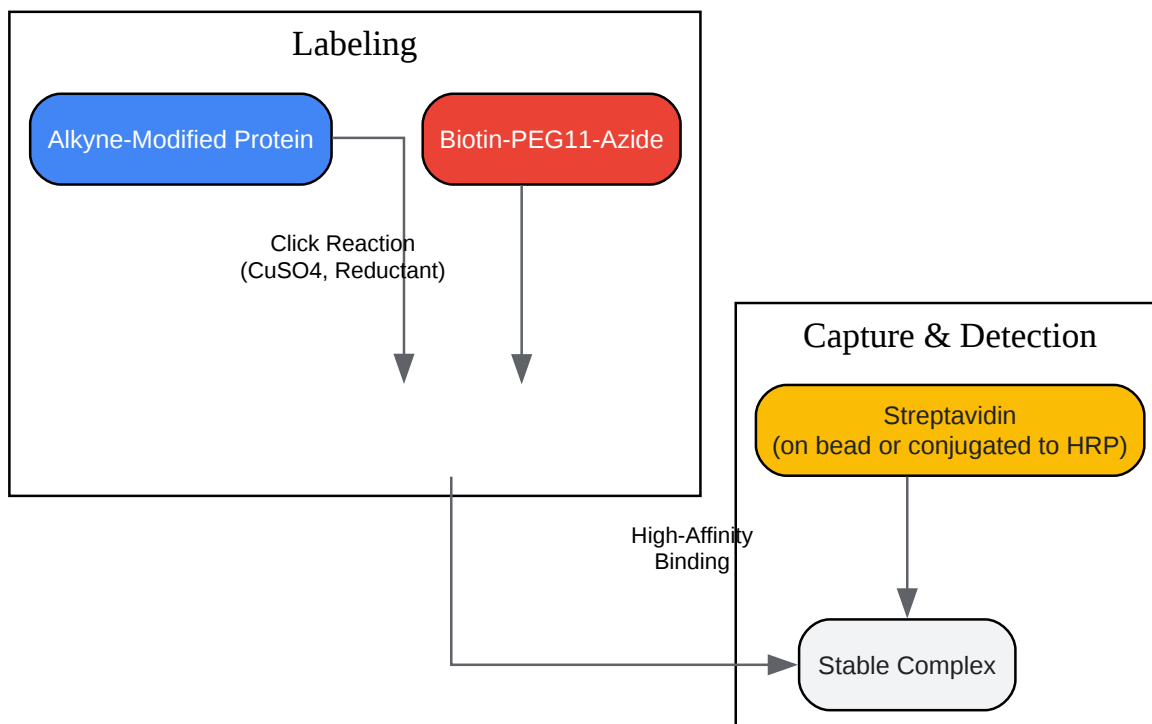 Labeling
Alkyne-Modified Protein
Biotin-PEG11-Azide
Click Reaction
(CuSO4, Reductant)
Capture & Detection
Streptavidin
(on bead or conjugated to HRP)
High-Affinity
Binding
Stable Complex